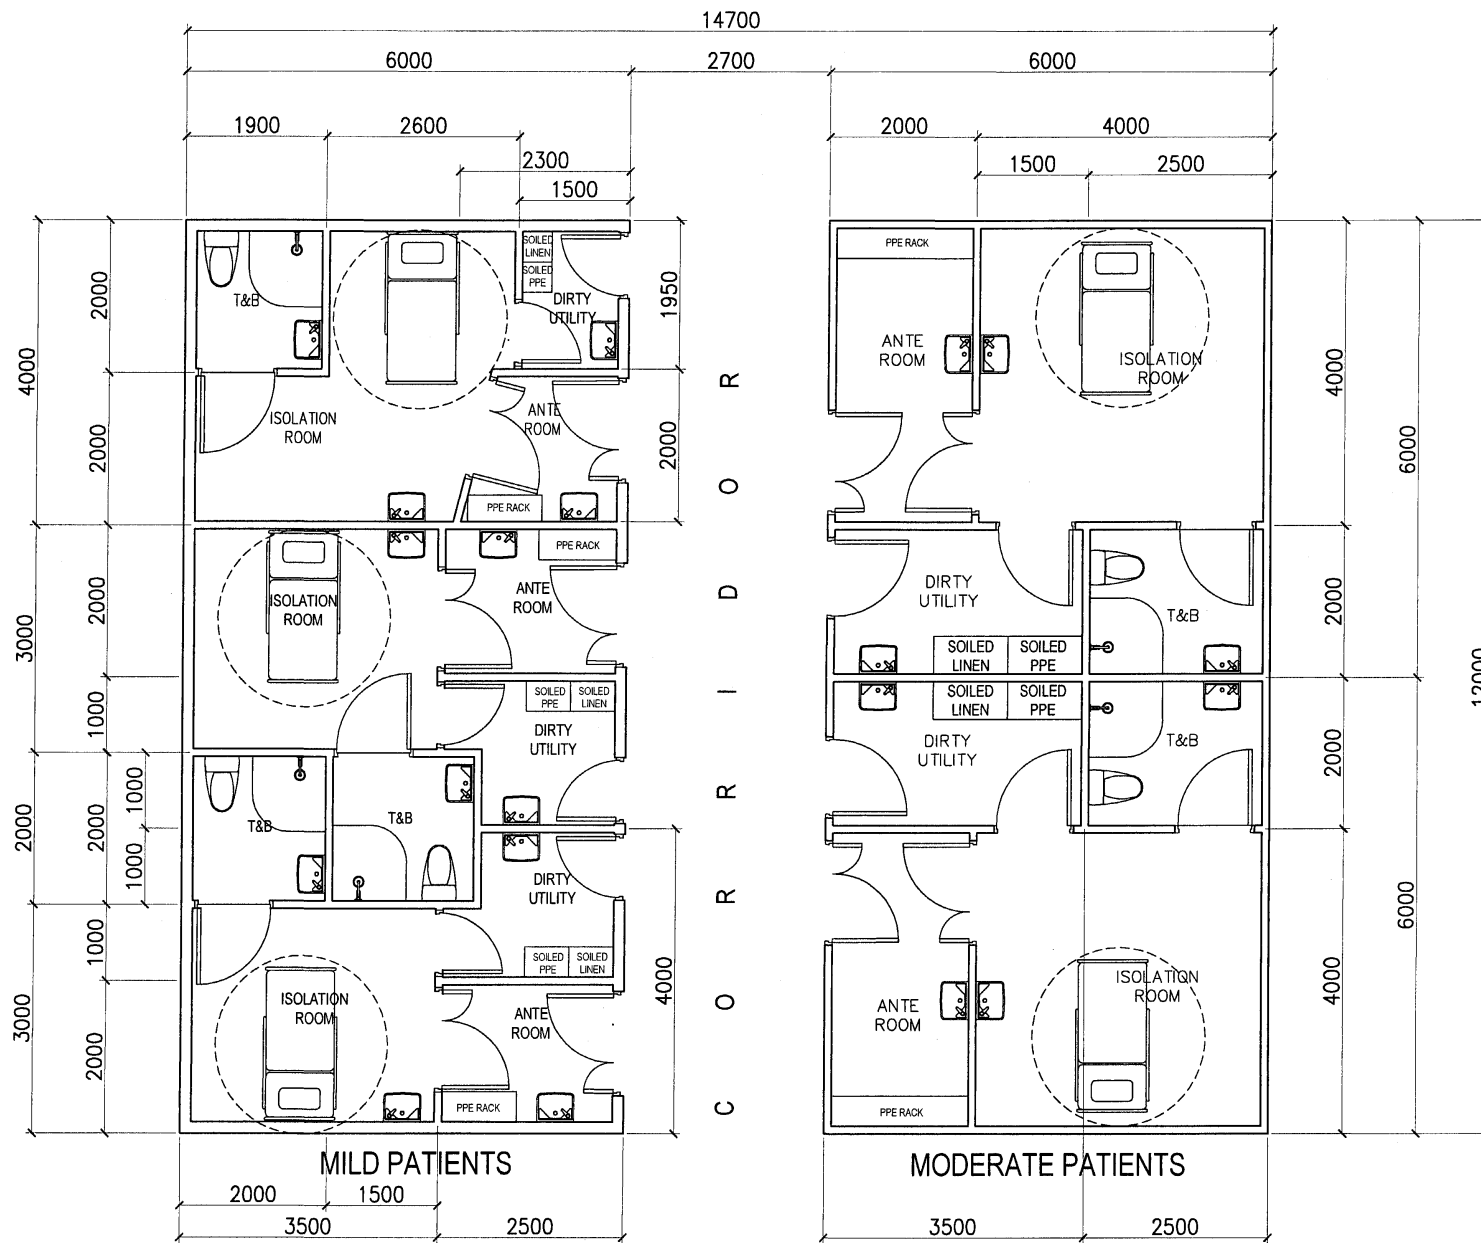 14700
6000
2700
6000
1900
2600
2000
4000
2300
1500
2500
1500
SOILED
LINEN
SOILED
PPE
DIRTY
UTILITY
T&B
PPE RACK
ANTE
ROOM
ISOLATION
ROOM
2000
4000
1950
4000
6000
ISOLATION
ROOM
ANTE
ROOM
2000
2000
PPE RACK
PPE RACK
ISOLATION
ROOM
ANTE
ROOM
2000
3000
DIRTY
UTILITY
SOILED
LINEN
SOILED
PPE
T&B
2000
SOILED
PPE
SOILED
LINEN
DIRTY
UTILITY
1000
SOILED
LINEN
SOILED
PPE
DIRTY
UTILITY
T&B
2000
12000
T&B
T&B
1000
2000
2000
1000
DIRTY
UTILITY
SOILED
PPE
SOILED
LINEN
1000
6000
4000
4000
ISOLATION
ROOM
ANTE
ROOM
2000
3000
PPE RACK
ANTE
ROOM
ISOLATION
ROOM
PPE RACK
CORRIDOR
MILD PATIENTS
MODERATE PATIENTS
2000
1500
3500
2500
3500
2500